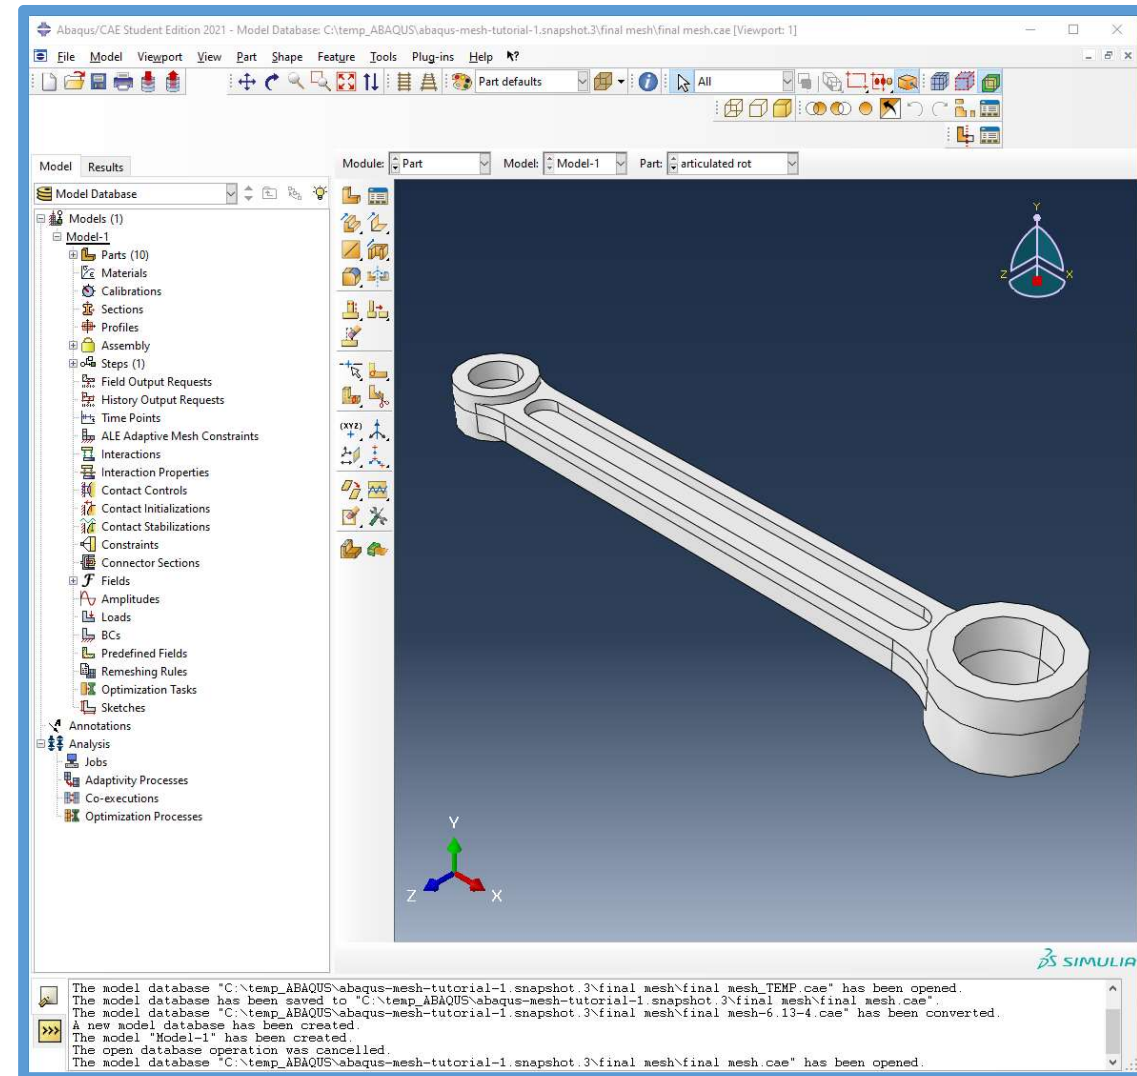 Abaqus/CAE Student Edition 2021 - Model Database: C:\temp_ABAQUS\abaqus-mesh-tutorial-1.snapshot.3\final mesh\final mesh.cae [Viewport: 1]
File Model Viewport View Part Shape Feature Tools Plug-ins Help
Part defaults All
(XYZ)
Model Results
Module: Part Model: Model-1 Part: articulated rot
Model Database
Models (1)
Model-1
Parts (10)
Materials
Calibrations
Sections
Profiles
Assembly
Steps (1)
Field Output Requests
History Output Requests
Time Points
ALE Adaptive Mesh Constraints
Interactions
Interaction Properties
Contact Controls
Contact Initializations
Contact Stabilizations
Constraints
Connector Sections
Fields
Amplitudes
Loads
BCs
Predefined Fields
Remeshing Rules
Optimization Tasks
Sketches
Annotations
Analysis
Jobs
Adaptivity Processes
Co-executions
Optimization Processes
Y
Z X
Y
Z X
SIMULIA
The model database "C:\temp_ABAQUS\abaqus-mesh-tutorial-1.snapshot.3\final mesh\final mesh_TEMP.cae" has been opened.
The model database has been saved to "C:\temp_ABAQUS\abaqus-mesh-tutorial-1.snapshot.3\final mesh\final mesh.cae".
The model database "C:\temp_ABAQUS\abaqus-mesh-tutorial-1.snapshot.3\final mesh\final mesh-6.13-4.cae" has been converted.
A new model database has been created.
The model "Model-1" has been created.
The open database operation was cancelled.
The model database "C:\temp_ABAQUS\abaqus-mesh-tutorial-1.snapshot.3\final mesh\final mesh.cae" has been opened.